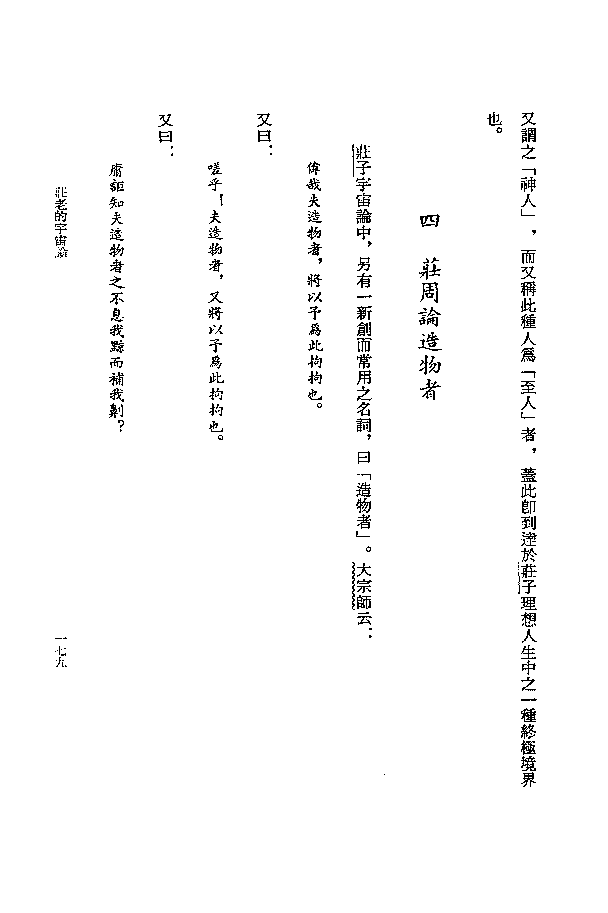 又謂之「神人」，而又稱此種人爲「至人」者，蓋此卽到達於莊子理想人生中之一種終極境界
也。
四　莊周論造物者
莊子宇宙論中，另有一新創而常用之名詞，曰「造物者」。大宗師云：
偉哉夫造物者，將以予爲此拘拘也。
又曰：
嗟乎！夫造物者，又將以予爲此拘拘也。
又曰：
庸詎知夫造物者之不息我黥而補我劓？
莊老的宇宙論
一七九